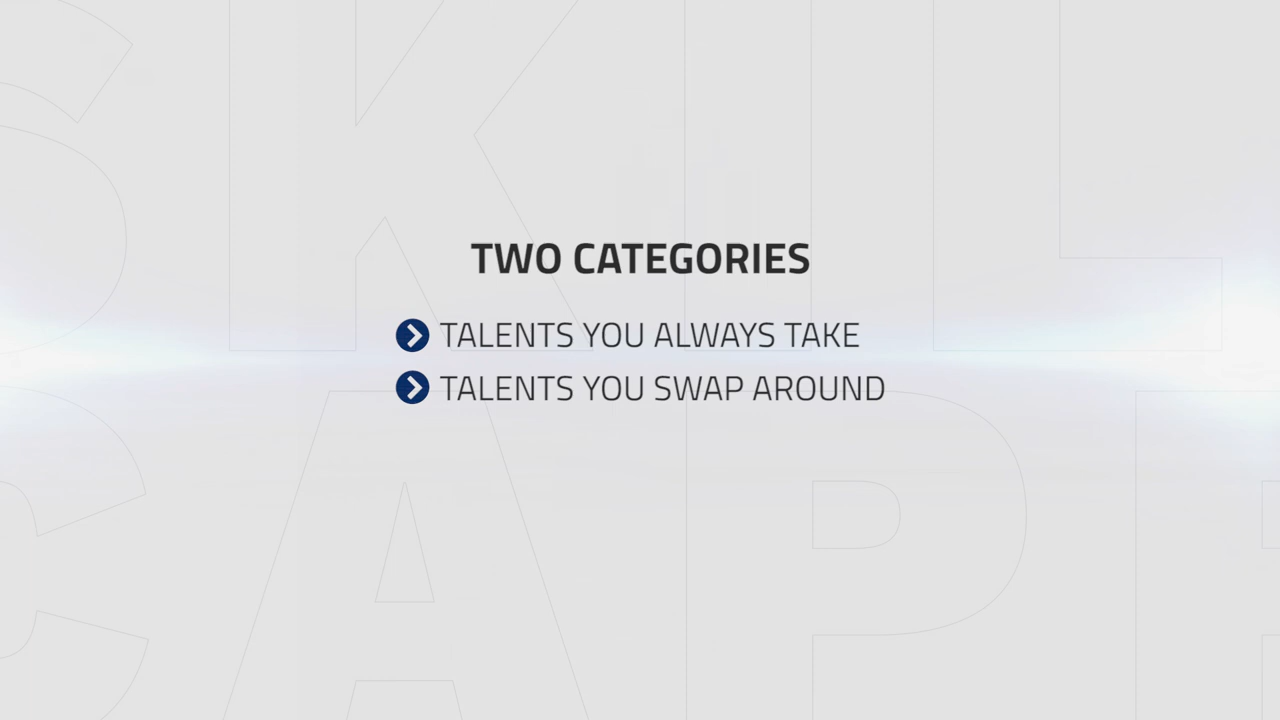 TWO CATEGORIES
TALENTS YOU ALWAYS TAKE
TALENTS YOU SWAP AROUND